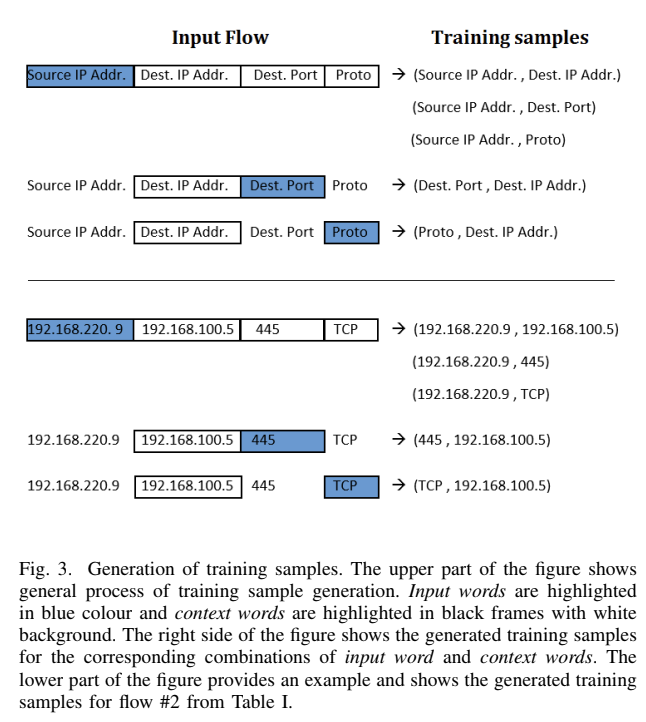 Input Flow Training samples
Source IP Addr. Dest. IP Addr. Dest. Port Proto → (Source IP Addr. , Dest. IP Addr.)
(Source IP Addr. , Dest. Port)
(Source IP Addr. , Proto)
Source IP Addr. Dest. IP Addr. Dest. Port Proto → (Dest. Port , Dest. IP Addr.)
Source IP Addr. Dest. IP Addr. Dest. Port Proto → (Proto , Dest. IP Addr.)
192.168.220. 9 192.168.100.5 445 TCP → (192.168.220.9 , 192.168.100.5)
(192.168.220.9 , 445)
(192.168.220.9 , TCP)
192.168.220.9 192.168.100.5 445 TCP → (445 , 192.168.100.5)
192.168.220.9 192.168.100.5 445 TCP → (TCP , 192.168.100.5)
Fig. 3. Generation of training samples. The upper part of the figure shows
general process of training sample generation. Input words are highlighted
in blue colour and context words are highlighted in black frames with white
background. The right side of the figure shows the generated training samples
for the corresponding combinations of input word and context words. The
lower part of the figure provides an example and shows the generated training
samples for flow #2 from Table I.